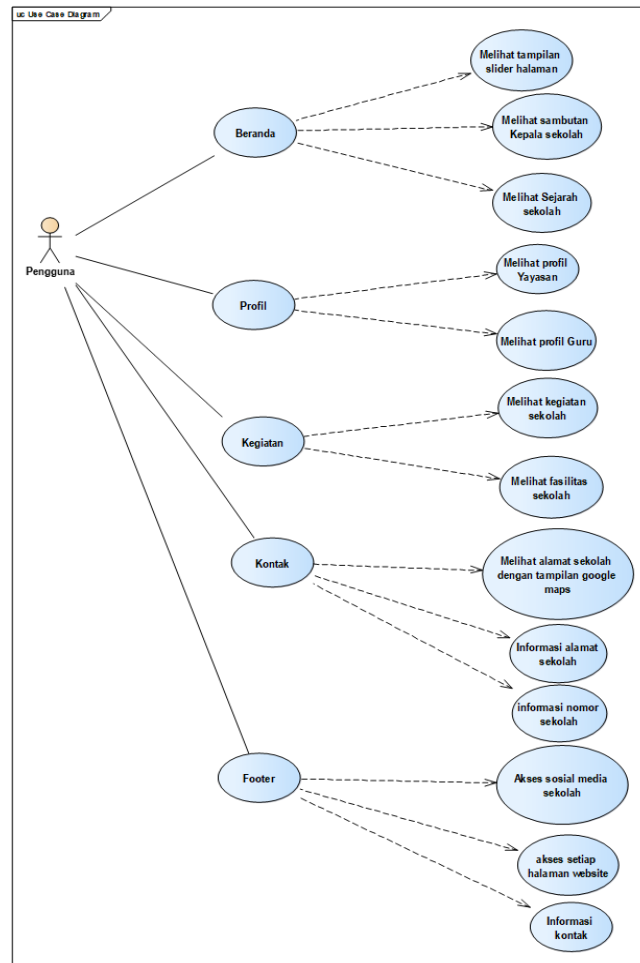 uc Use Case Diagram
Melihat tampilan
slider halaman
Beranda
Melihat sambutan
Kepala sekolah
Melihat Sejarah
sekolah
Pengguna
Melihat profil
Yayasan
Profil
Melihat profil Guru
Melihat kegiatan
sekolah
Kegiatan
Melihat fasilitas
sekolah
Kontak
Melihat alamat sekolah
dengan tampilan google
maps
Informasi alamat
sekolah
informasi nomor
sekolah
Footer
Akses sosial media
sekolah
akses setiap
halaman website
Informasi
kontak